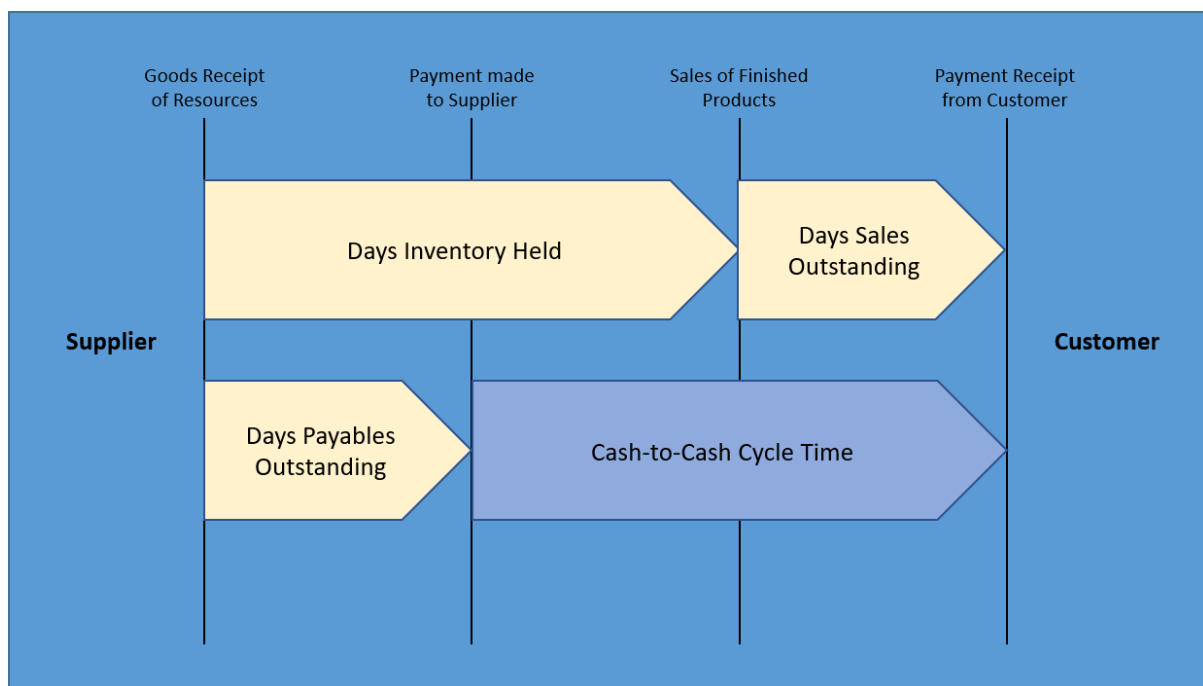 Goods Receipt
of Resources
Payment made
to Supplier
Sales of Finished
Products
Payment Receipt
from Customer
Days Inventory Held
Days Sales
Outstanding
Supplier
Customer
Days Payables
Outstanding
Cash-to-Cash Cycle Time